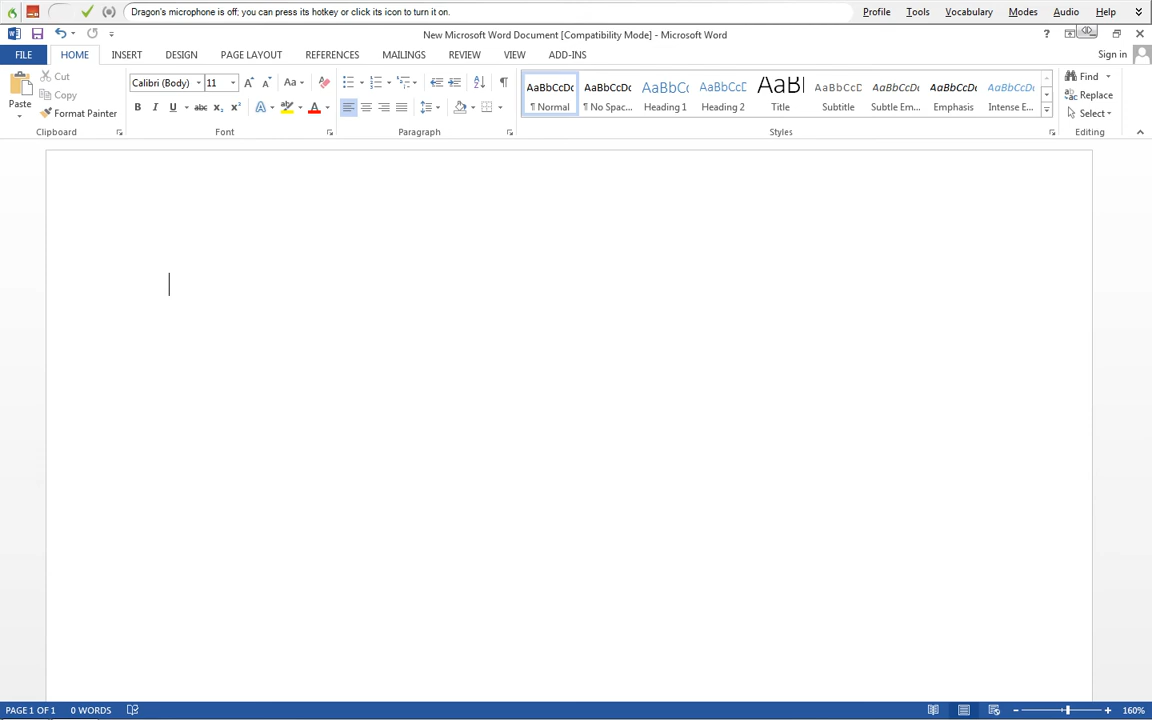 Dragon's microphone is off; you can press its hotkey or click its icon to turn it on.
Profile Tools Vocabulary Modes Audio Help
New Microsoft Word Document [Compatibility Mode] - Microsoft Word
FILE HOME INSERT DESIGN PAGE LAYOUT REFERENCES MAILINGS REVIEW VIEW ADD-INS Sign in
Paste Cut Copy Format Painter
Calibri (Body) 11
AaBbCcDc AaBbCcDc AaBbC AaBbCcD AaB AaBbCcD AaBbCcDc AaBbCcDc AaBbCcDc
¶ Normal ¶ No Spac... Heading 1 Heading 2 Title Subtitle Subtle Em... Emphasis Intense E...
Find
Replace
Select
Clipboard Font Paragraph Styles Editing
PAGE 1 OF 1 0 WORDS 160%